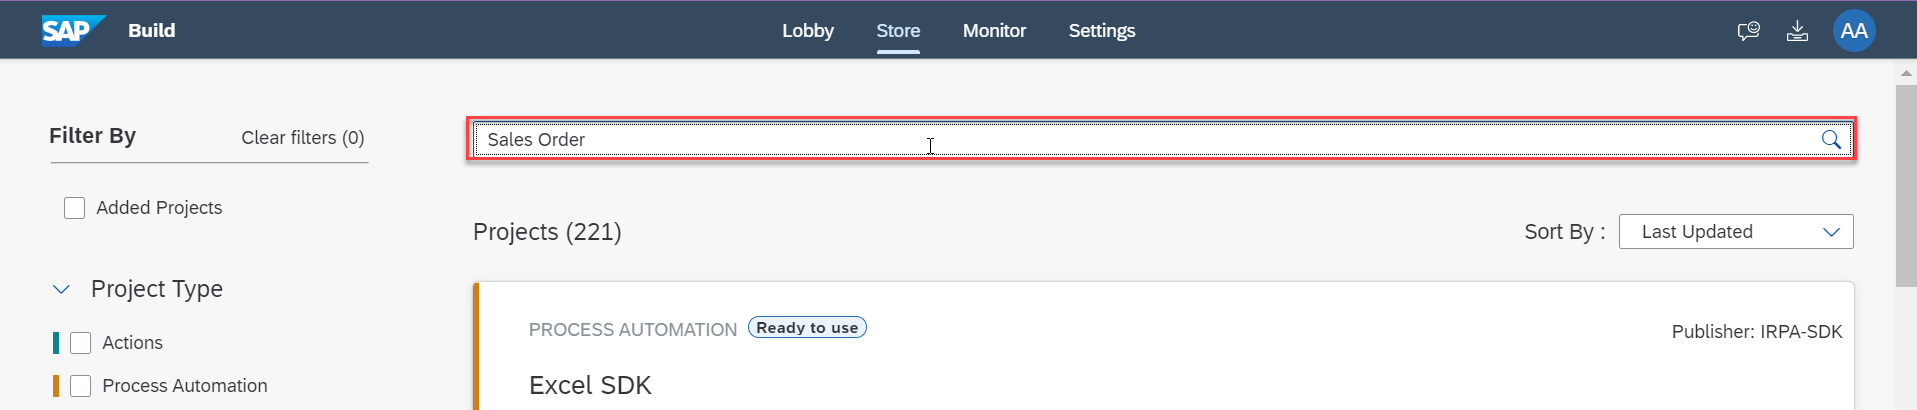 SAP Build Lobby Store Monitor Settings AA
Filter By Clear filters (0)
Sales Order
Added Projects
Projects (221) Sort By : Last Updated
Project Type
PROCESS AUTOMATION Ready to use Publisher: IRPA-SDK
Actions
Process Automation
Excel SDK